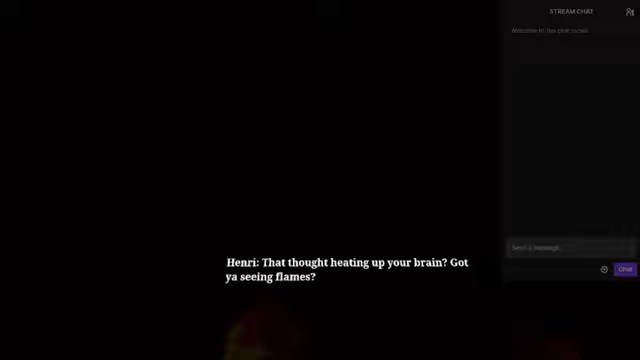 STREAM CHAT
Welcome to the chat room!
Henri: That thought heating up your brain? Got
ya seeing flames?
Send a message
Chat